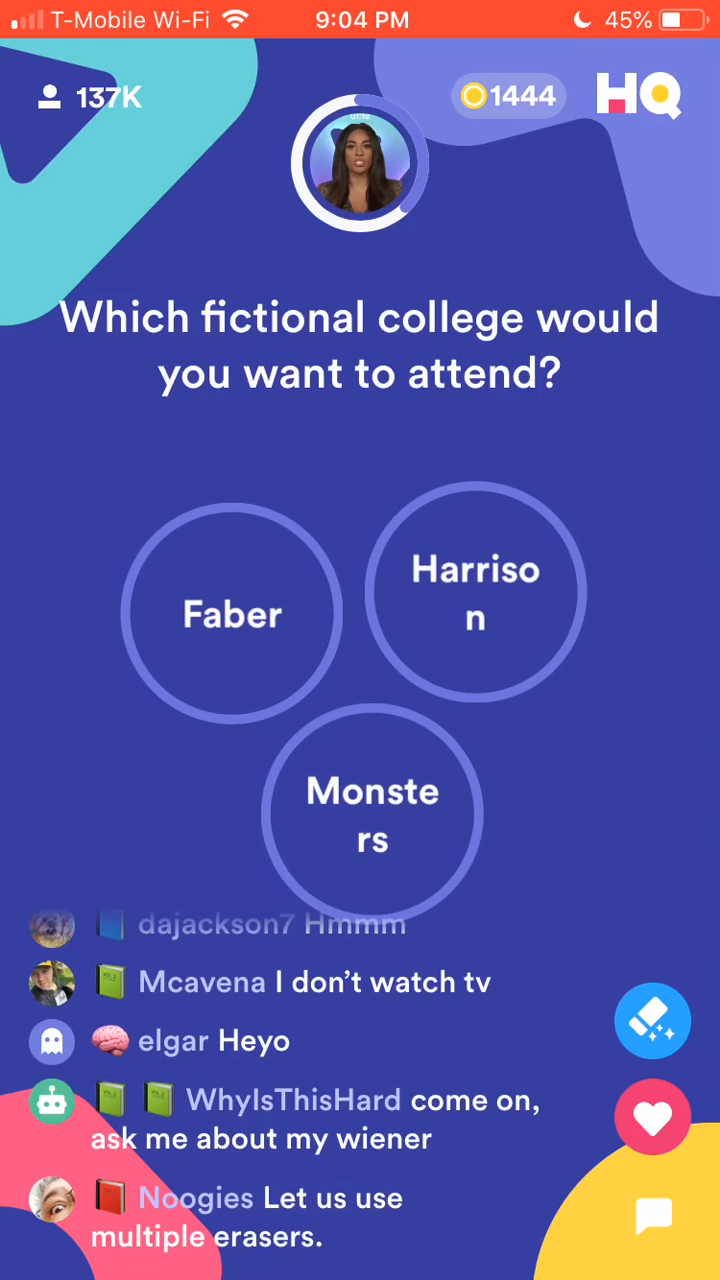 T-Mobile Wi-Fi 9:04 PM 45%
137K 1444 HQ
Which fictional college would
you want to attend?
Faber
Harriso
n
Monste
rs
dajackson7 Hmmm
Mcavena I don’t watch tv
elgar Heyo
WhyIsThisHard come on,
ask me about my wiener
Noogies Let us use
multiple erasers.